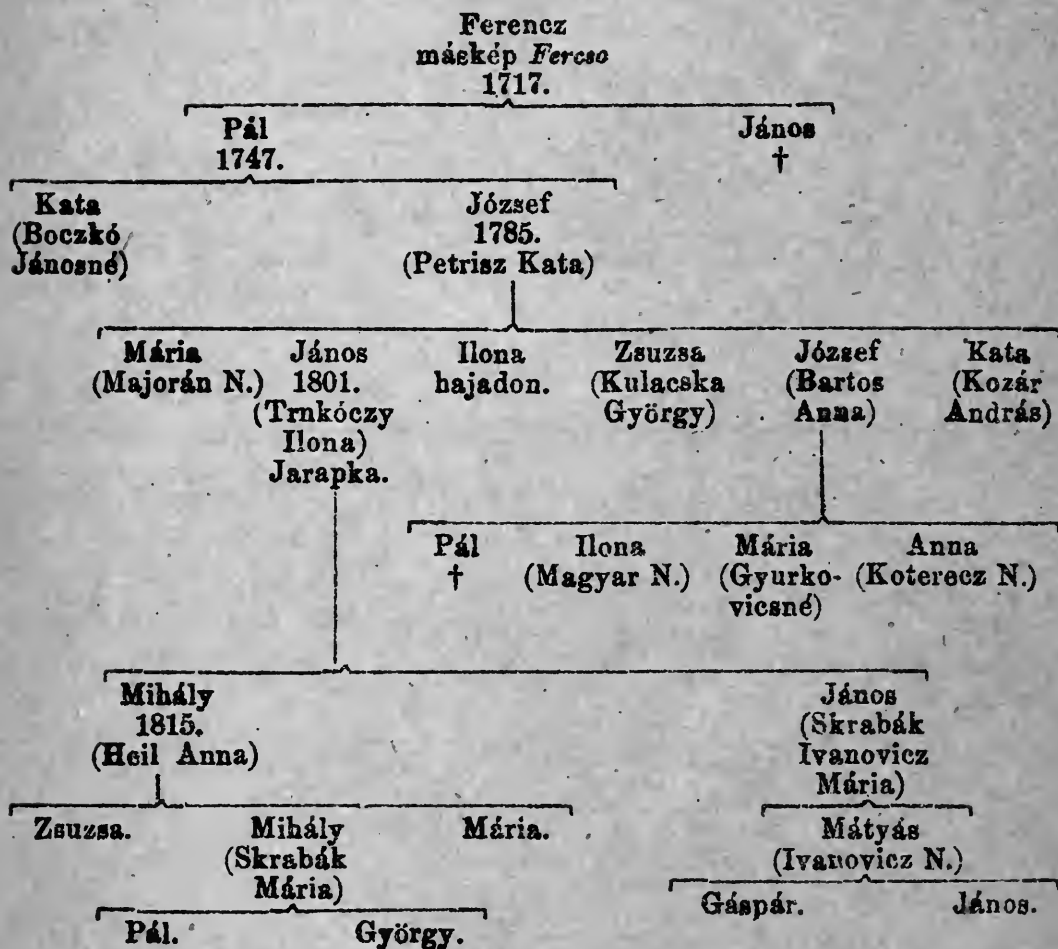 Ferencz
máskép Fercso
1717.
Pál János
1747. †
Kata József
(Boczkó 1785.
Jánosné) (Petrisz Kata)
Mária János Ilona Zsuzsa József Kata
(Majorán N.) 1801. hajadon. (Kulacska (Bartos (Kozár
(Trnkóczy György) Anna) András)
Ilona)
Jarapka.
Pál Ilona Mária Anna
† (Magyar N.) (Gyurko- (Koterecz N.)
vicsné)
Mihály János
1815. (Skrabák
(Heil Anna) Ivanovicz
Mária)
Zsuzsa. Mihály Mária. Mátyás
(Skrabák (Ivanovicz N.)
Mária) Gáspár. János.
Pál. György.